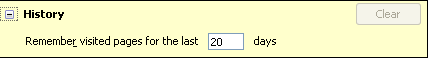 History Clear
Remember visited pages for the last 20 days